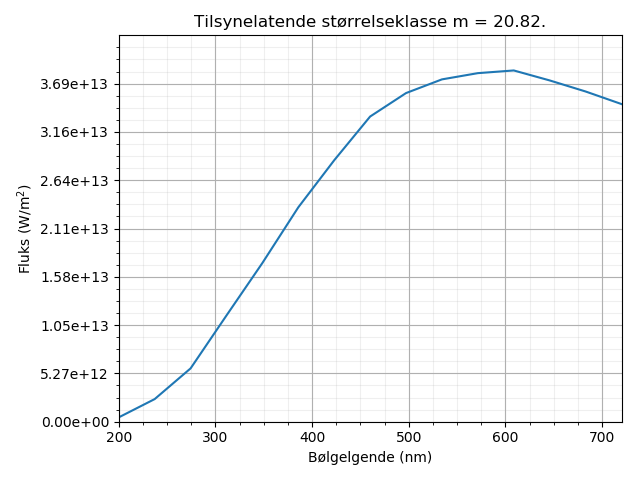 Tilsynelatende størrelseklasse m = 20.82.
3.69e+13
3.16e+13
2.64e+13
2.11e+13
1.58e+13
1.05e+13
5.27e+12
0.00e+00
Fluks (W/m²)
200 300 400 500 600 700
Bølgelgende (nm)